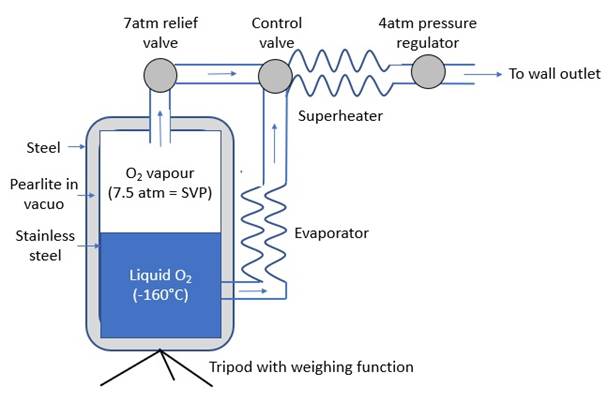 7atm relief
valve
Control
valve
4atm pressure
regulator
To wall outlet
Superheater
Steel
O₂ vapour
(7.5 atm = SVP)
Pearlite in
vacuo
Stainless
steel
Evaporator
Liquid O₂
(-160°C)
Tripod with weighing function